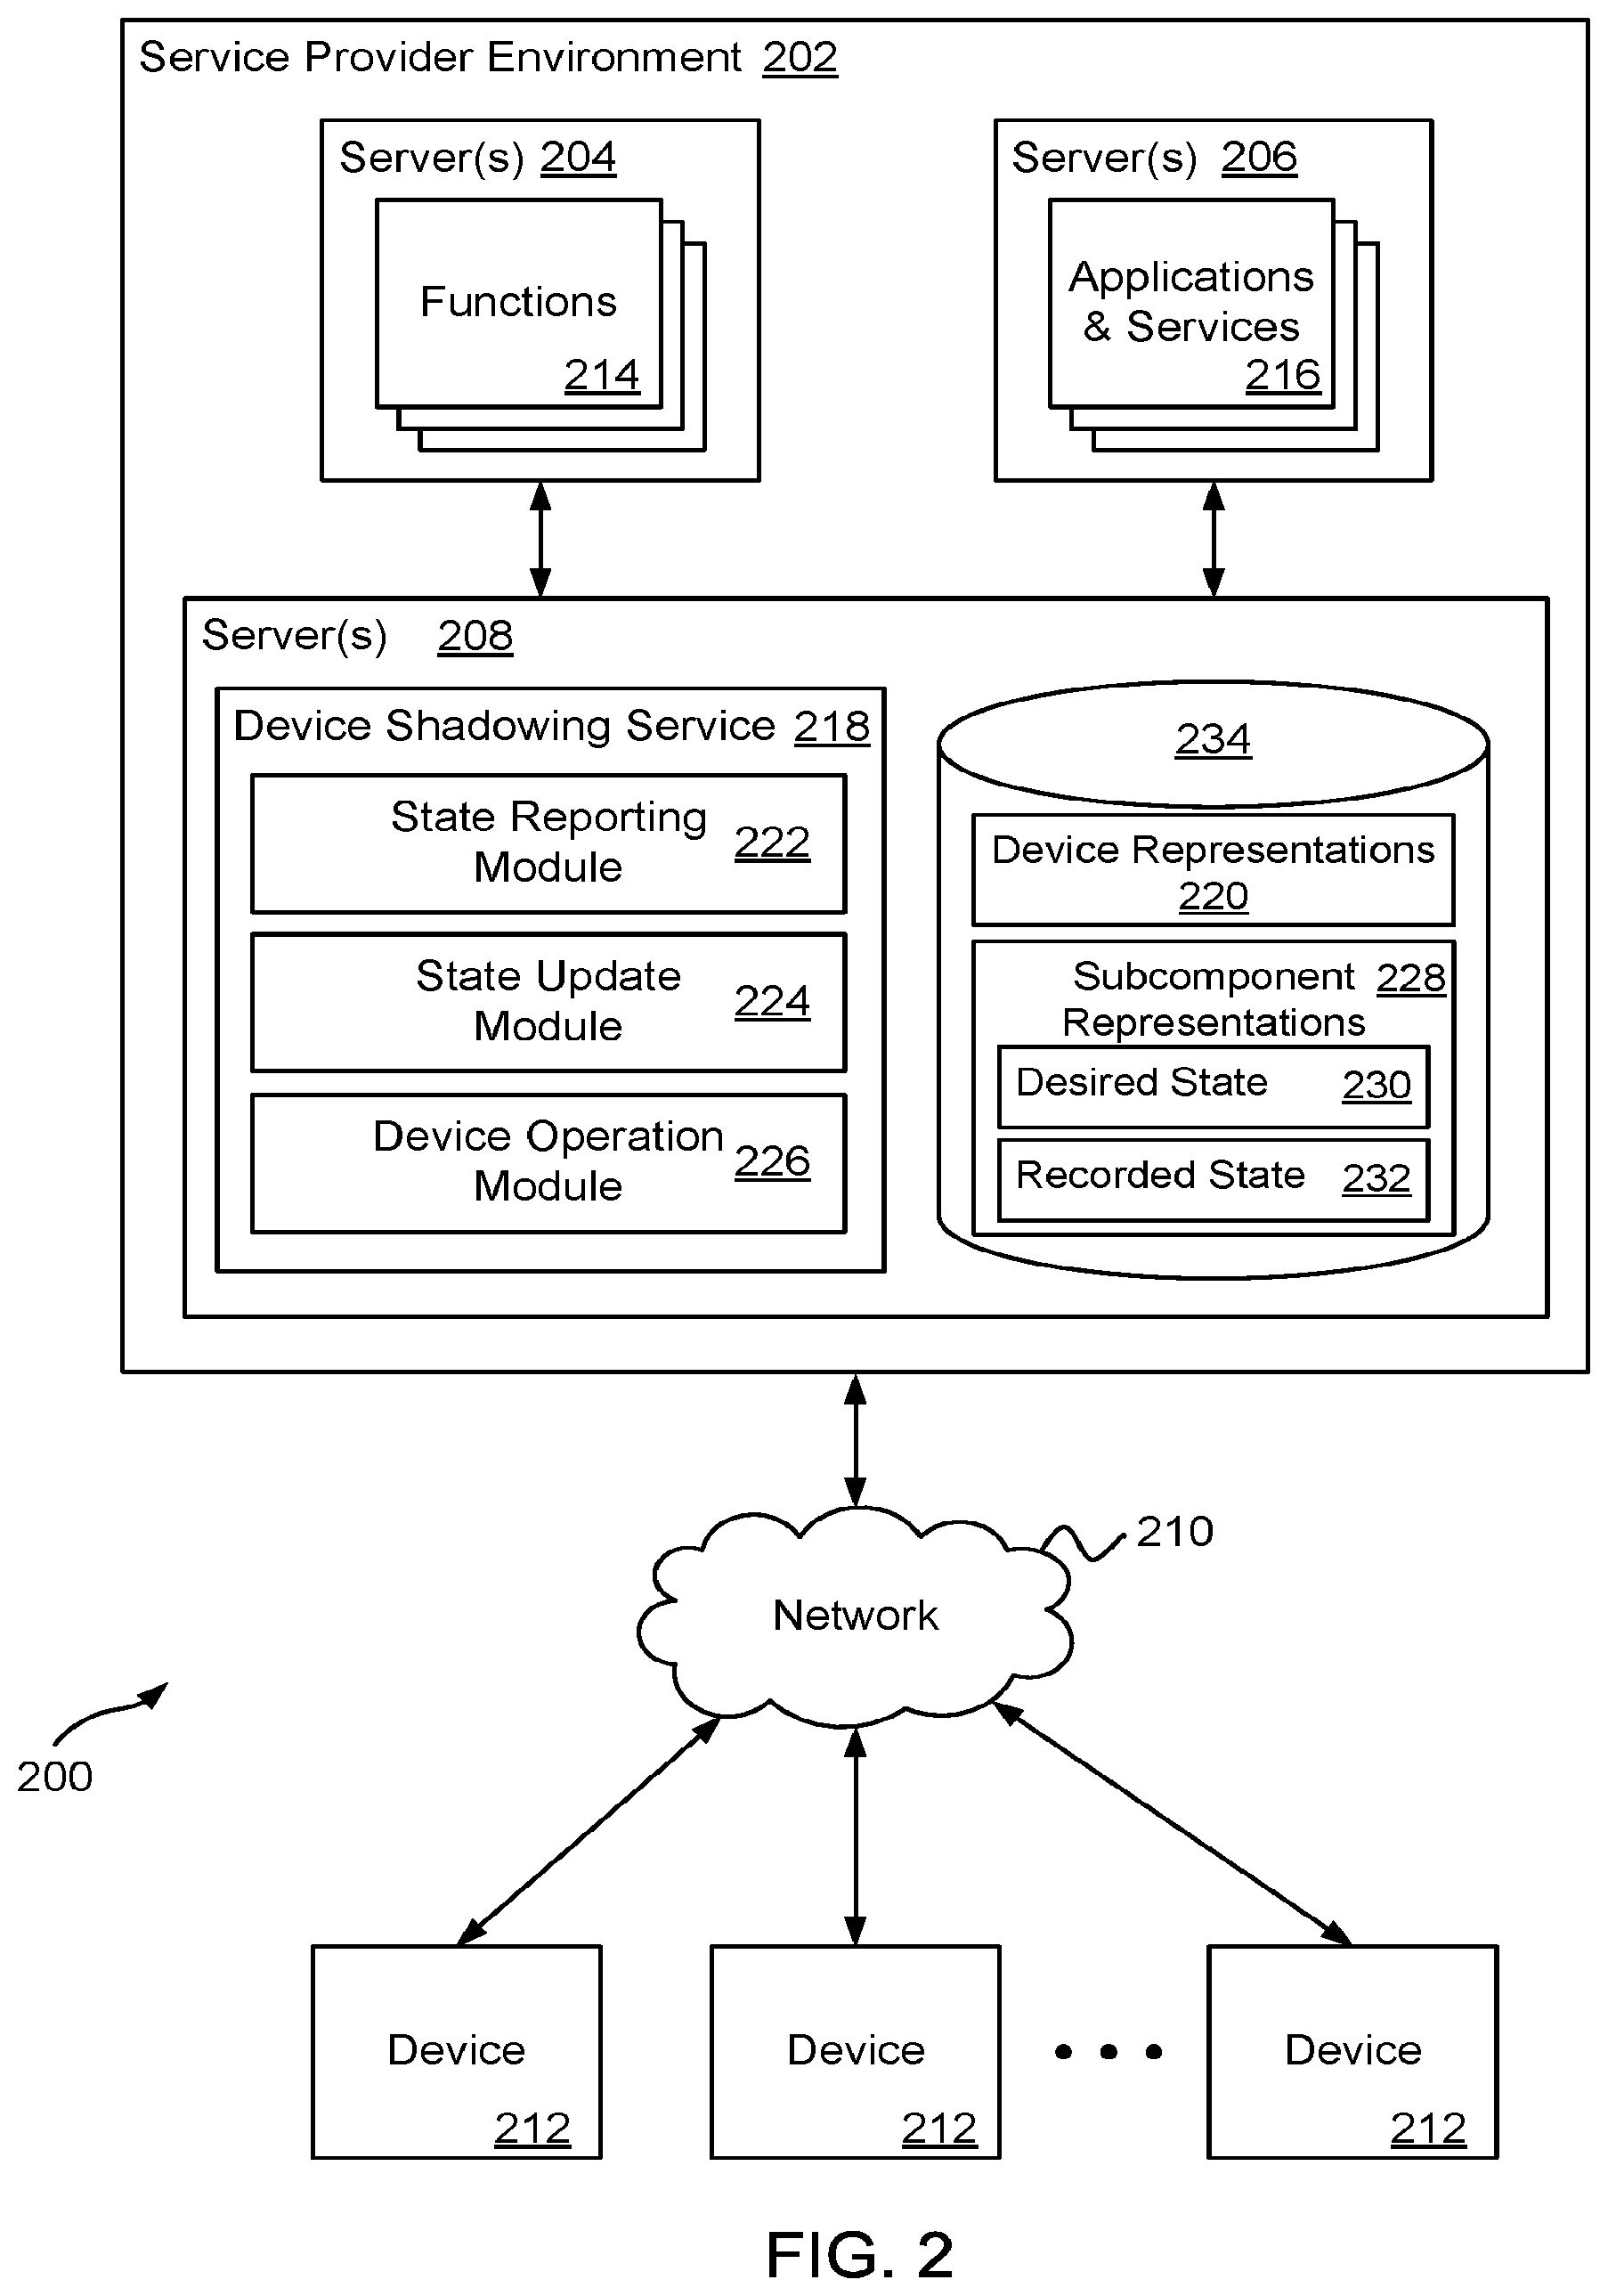 Service Provider Environment 202
Server(s) 204
Functions
214
Server(s) 206
Applications
& Services
216
Server(s) 208
Device Shadowing Service 218
State Reporting
Module
222
State Update
Module
224
Device Operation
Module
226
234
Device Representations
220
Subcomponent 228
Representations
Desired State 230
Recorded State 232
210
Network
200
Device
212
Device
212
Device
212
FIG. 2